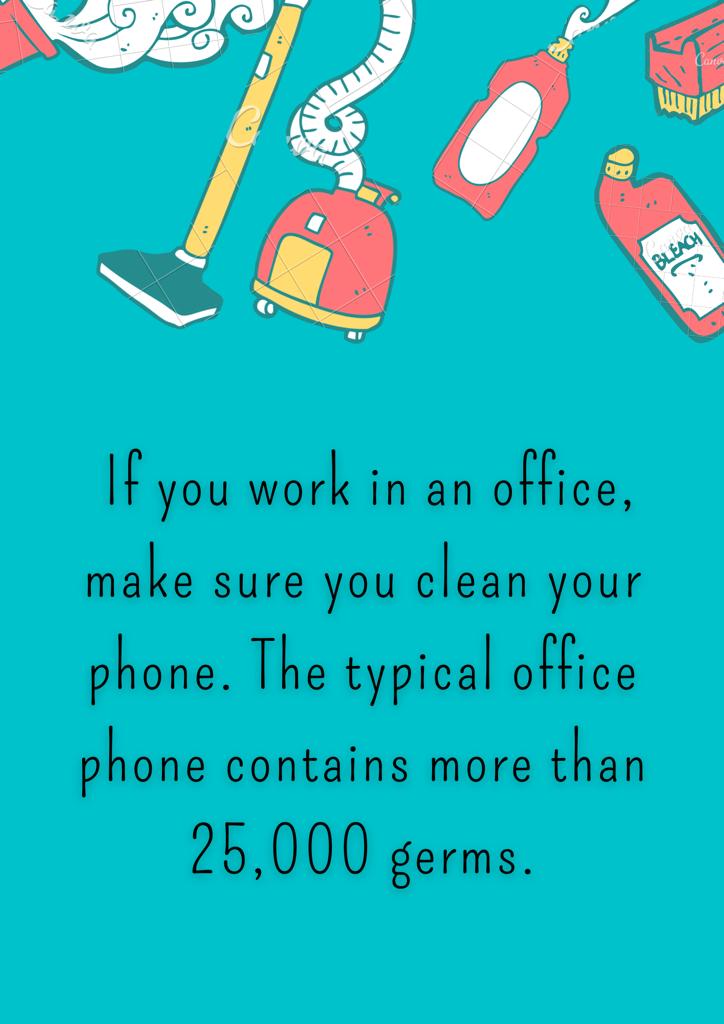 Canva
BLEACH
If you work in an office,
make sure you clean your
phone. The typical office
phone contains more than
25,000 germs.